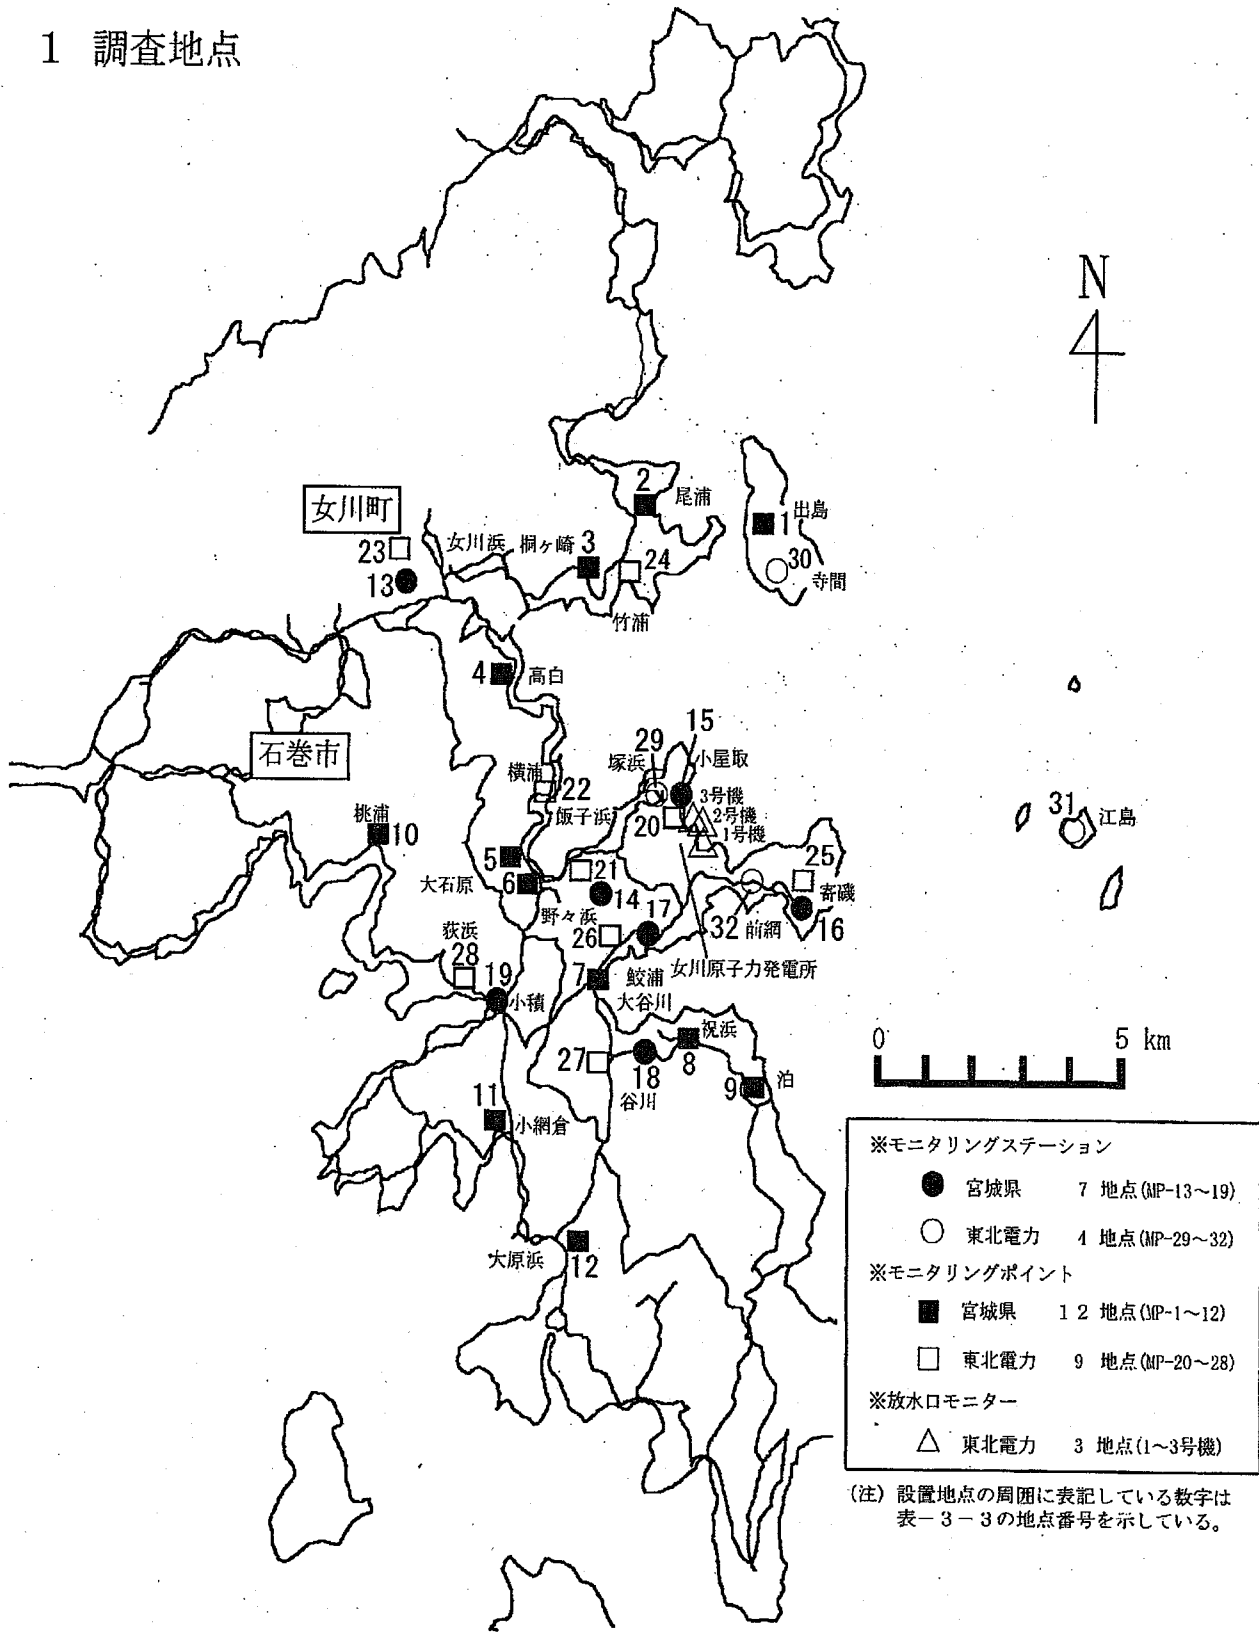 1 調査地点
N
2
尾浦
女川町
1
出島
23
女川浜
桐ヶ崎
3
24
30
寺間
13
竹浦
4
高白
石巻市
29
15
塚浜
小屋取
横浦
22
3号機
飯子浜
20
2号機
1号機
31
江島
桃浦
10
5
21
25
大石原
6
14
寄磯
野々浜
17
16
荻浜
26
32
前網
28
19
7
鮫浦
女川原子力発電所
小積
大谷川
祝浜
0
5 km
27
18
8
谷川
9
泊
11
小網倉
大原浜
12
※モニタリングステーション
宮城県 7 地点(MP-13~19)
東北電力 4 地点(MP-29~32)
※モニタリングポイント
宮城県 12 地点(MP-1~12)
東北電力 9 地点(MP-20~28)
※放水口モニター
東北電力 3 地点(1~3号機)
(注) 設置地点の周囲に表記している数字は
表-3-3の地点番号を示している。